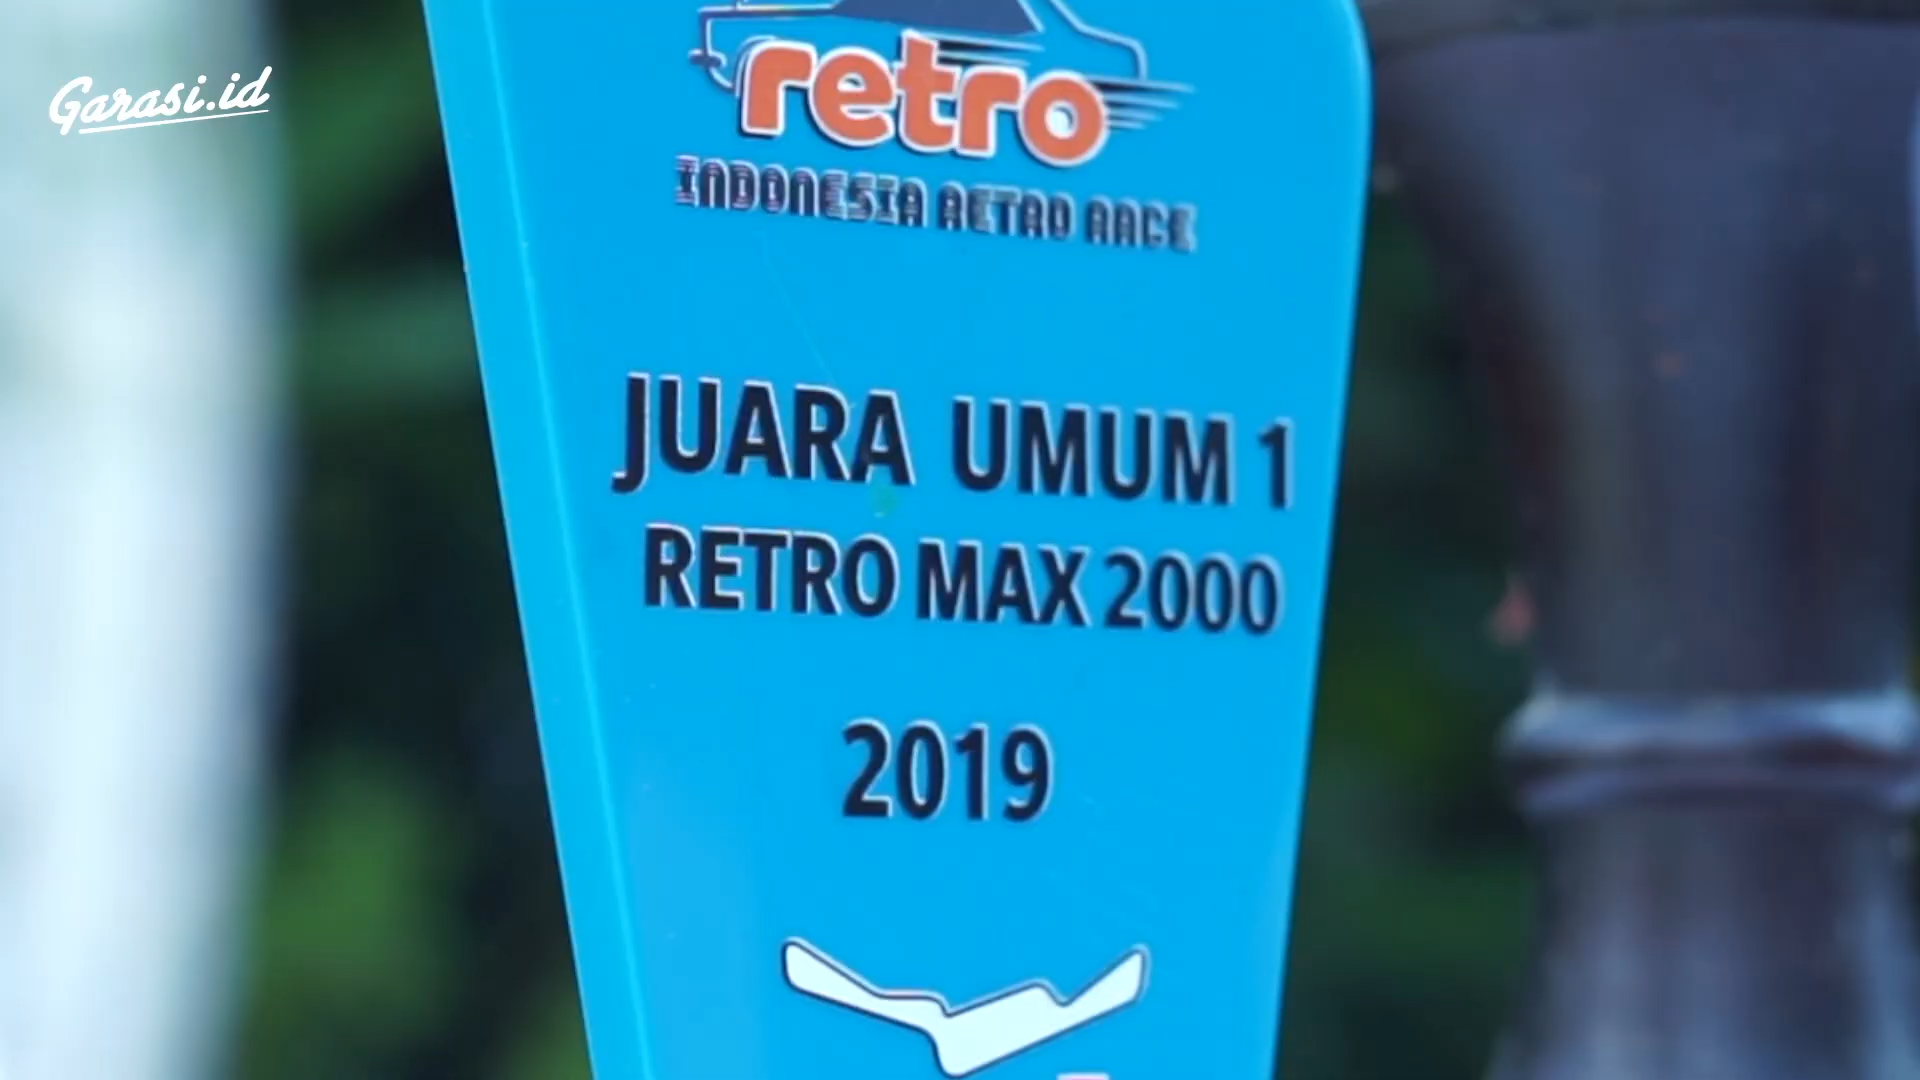 Garasi.id
retro
INDONESIA RETRO RACE
JUARA UMUM 1
RETRO MAX 2000
2019